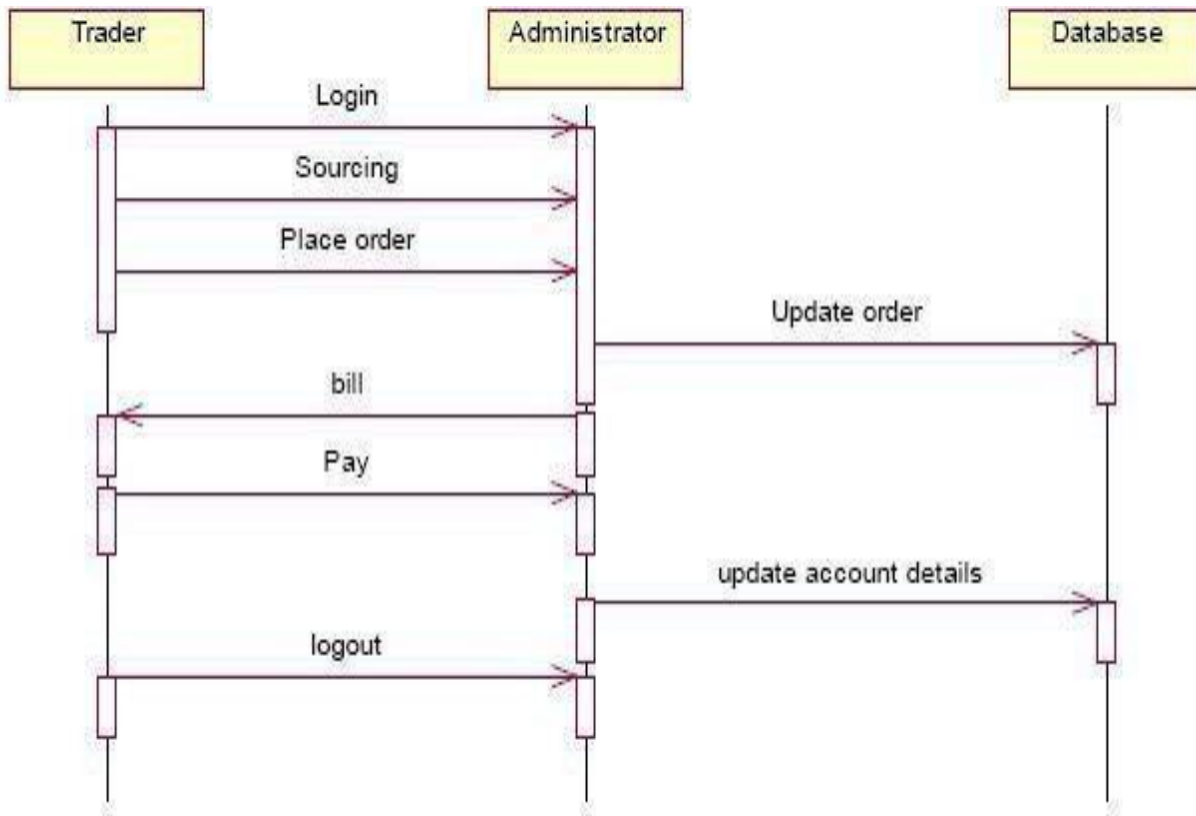 Trader
Administrator
Database
Login
Sourcing
Place order
Update order
bill
Pay
update account details
logout